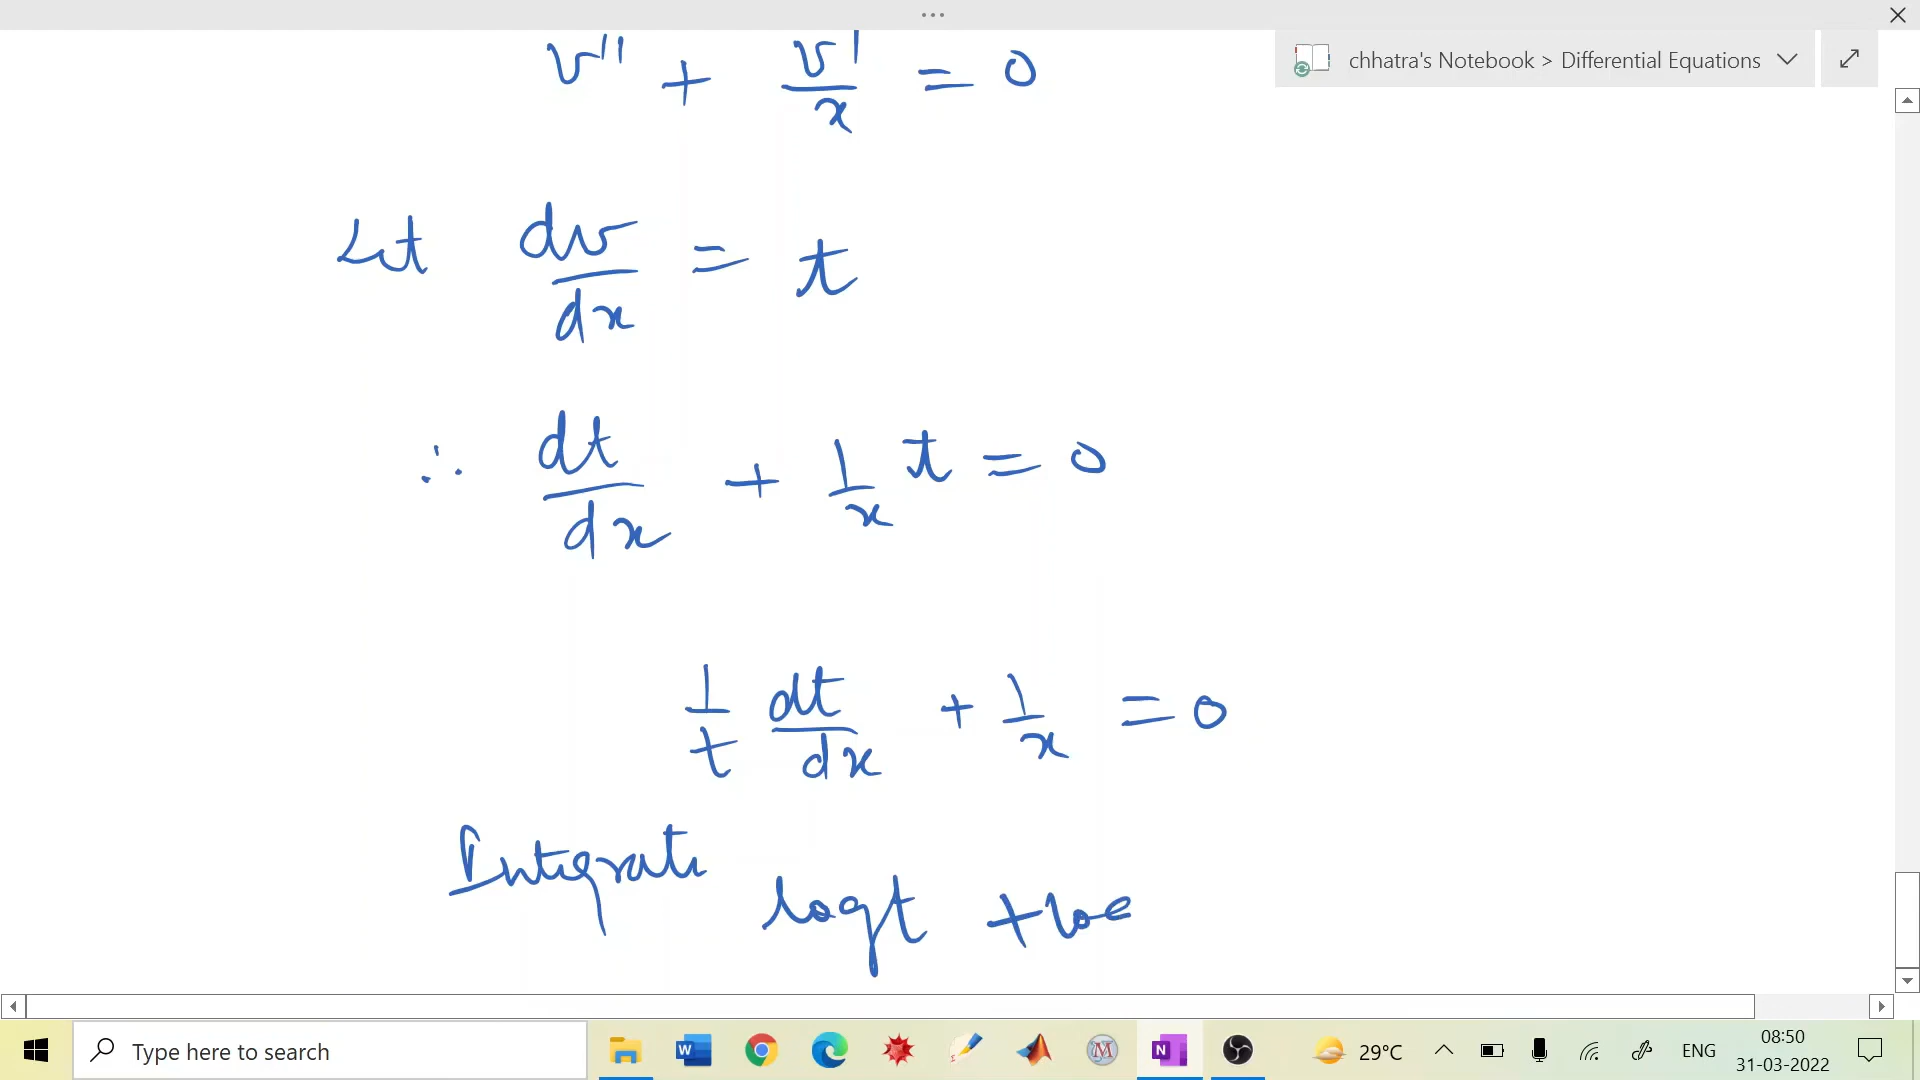 v'' + v'/x = 0
chhatra's Notebook > Differential Equations
Let dv/dx = t
∴ dt/dx + 1/x t = 0
1/t dt/dx + 1/x = 0
Integrate
log t + lo
Type here to search
29°C
ENG
08:50
31-03-2022